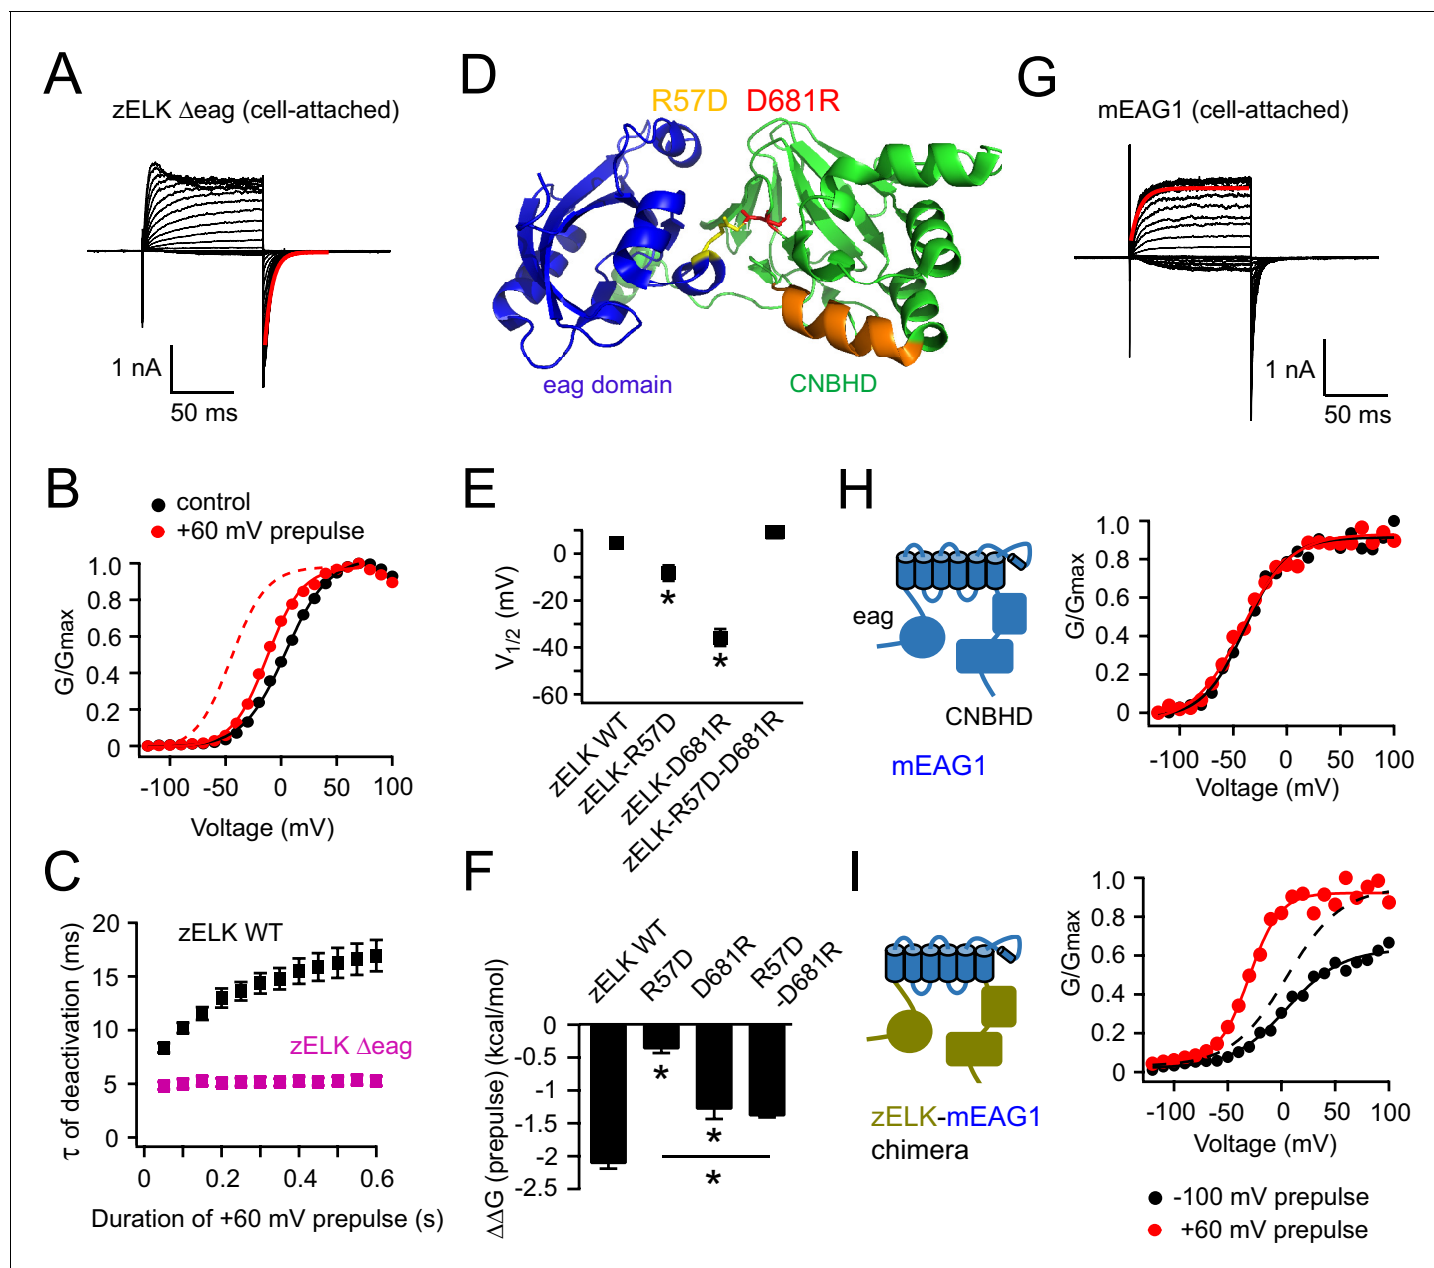 A
zELK Δeag (cell-attached)
1 nA
50 ms
D
R57D D681R
eag domain
CNBHD
G
mEAG1 (cell-attached)
1 nA
50 ms
B
control
+60 mV prepulse
1.0
0.8
0.6
0.4
0.2
0
G/Gmax
-100
-50
0
50
100
Voltage (mV)
E
0
-20
-40
-60
V1/2 (mV)
*
*
zELK WT
zELK-R57D
zELK-D681R
zELK-R57D-D681R
H
eag
CNBHD
mEAG1
1.0
0.8
0.6
0.4
0.2
0
G/Gmax
-100
-50
0
50
100
Voltage (mV)
C
20
15
10
5
0
τ of deactivation (ms)
zELK WT
zELK Δeag
0
0.2
0.4
0.6
Duration of +60 mV prepulse (s)
F
zELK WT
R57D
D681R
R57D
-D681R
0
-0.5
-1
-1.5
-2
-2.5
ΔΔG (prepulse) (kcal/mol)
*
*
*
I
zELK-mEAG1
chimera
1.0
0.8
0.6
0.4
0.2
0
G/Gmax
-100
-50
0
50
100
Voltage (mV)
-100 mV prepulse
+60 mV prepulse